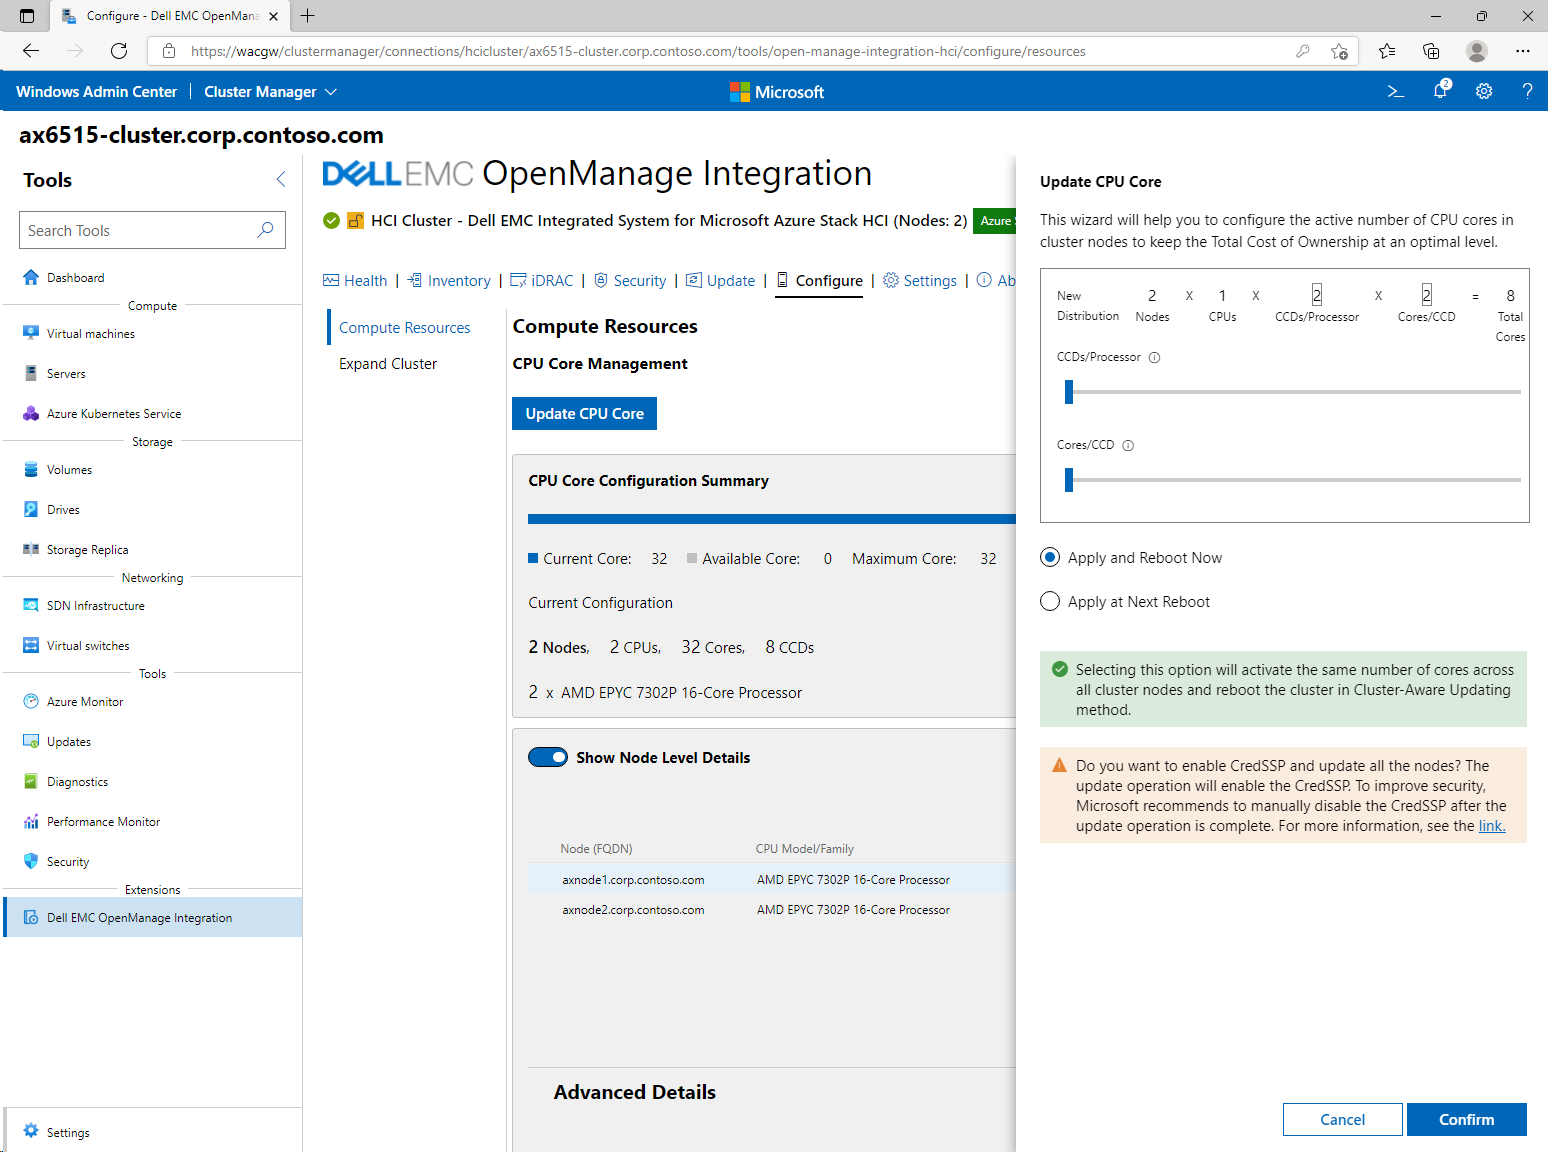 Configure - Dell EMC OpenMana
https://wacgw/clustermanager/connections/hcicluster/ax6515-cluster.corp.contoso.com/tools/open-manage-integration-hci/configure/resources
Windows Admin Center | Cluster Manager
Microsoft
2
ax6515-cluster.corp.contoso.com
Tools
Search Tools
Dashboard
Compute
Virtual machines
Servers
Azure Kubernetes Service
Storage
Volumes
Drives
Storage Replica
Networking
SDN Infrastructure
Virtual switches
Tools
Azure Monitor
Updates
Diagnostics
Performance Monitor
Security
Extensions
Dell EMC OpenManage Integration
Settings
DELLEMC OpenManage Integration
HCI Cluster - Dell EMC Integrated System for Microsoft Azure Stack HCI (Nodes: 2) Azure
Health | Inventory | iDRAC | Security | Update | Configure | Settings | Ab
Compute Resources
Expand Cluster
Compute Resources
CPU Core Management
Update CPU Core
CPU Core Configuration Summary
Current Core: 32 Available Core: 0 Maximum Core: 32
Current Configuration
2 Nodes, 2 CPUs, 32 Cores, 8 CCDs
2 x AMD EPYC 7302P 16-Core Processor
Show Node Level Details
Node (FQDN) CPU Model/Family
axnode1.corp.contoso.com AMD EPYC 7302P 16-Core Processor
axnode2.corp.contoso.com AMD EPYC 7302P 16-Core Processor
Advanced Details
Update CPU Core
This wizard will help you to configure the active number of CPU cores in
cluster nodes to keep the Total Cost of Ownership at an optimal level.
New 2 X 1 X 2 X 2 = 8
Distribution Nodes CPUs CCDs/Processor Cores/CCD Total
Cores
CCDs/Processor
Cores/CCD
Apply and Reboot Now
Apply at Next Reboot
Selecting this option will activate the same number of cores across
all cluster nodes and reboot the cluster in Cluster-Aware Updating
method.
Do you want to enable CredSSP and update all the nodes? The
update operation will enable the CredSSP. To improve security,
Microsoft recommends to manually disable the CredSSP after the
update operation is complete. For more information, see the link.
Cancel Confirm